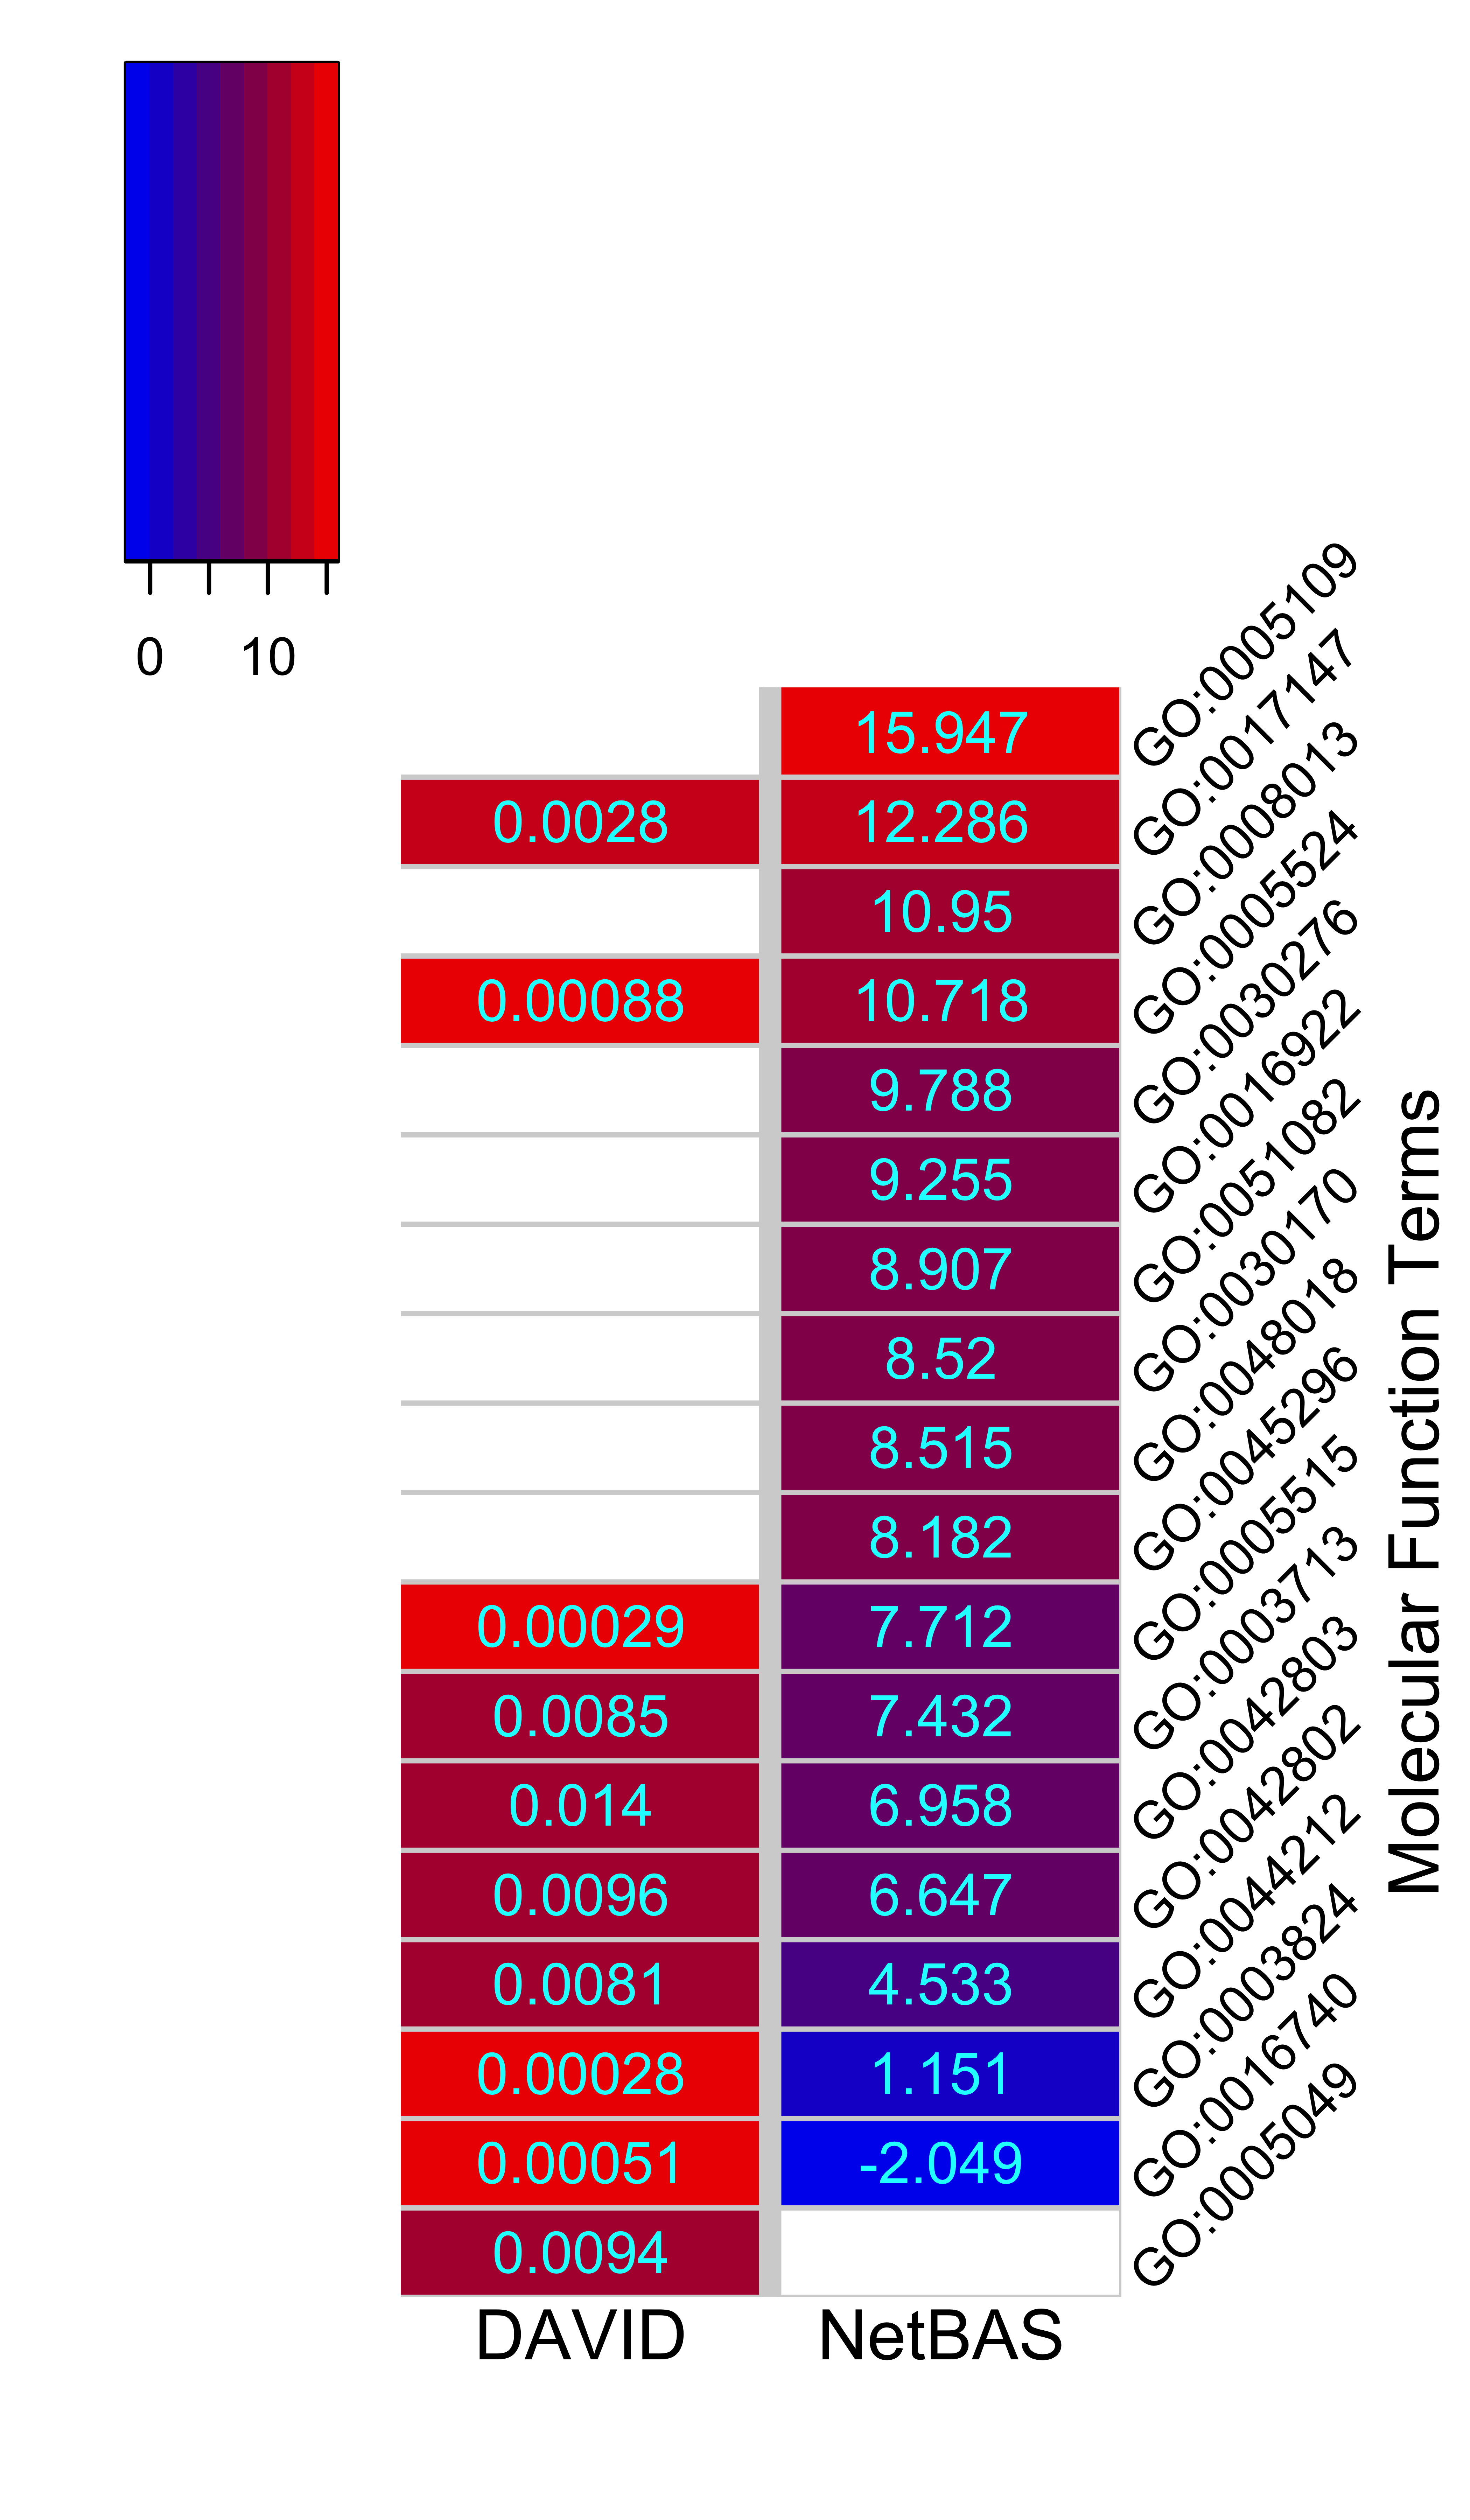 0 10
15.947 GO:0005109
0.0028 12.286 GO:0017147
10.95 GO:0008013
0.00088 10.718 GO:0005524
9.788 GO:0030276
9.255 GO:0016922
8.907 GO:0051082
8.52 GO:0030170
8.515 GO:0048018
8.182 GO:0045296
0.00029 7.712 GO:0005515
0.0085 7.432 GO:0003713
0.014 6.958 GO:0042803
0.0096 6.647 GO:0042802
0.0081 4.533 GO:0044212
0.00028 1.151 GO:0003824
0.00051 -2.049 GO:0016740
0.0094 GO:0005048
DAVID NetBAS
Molecular Function Terms